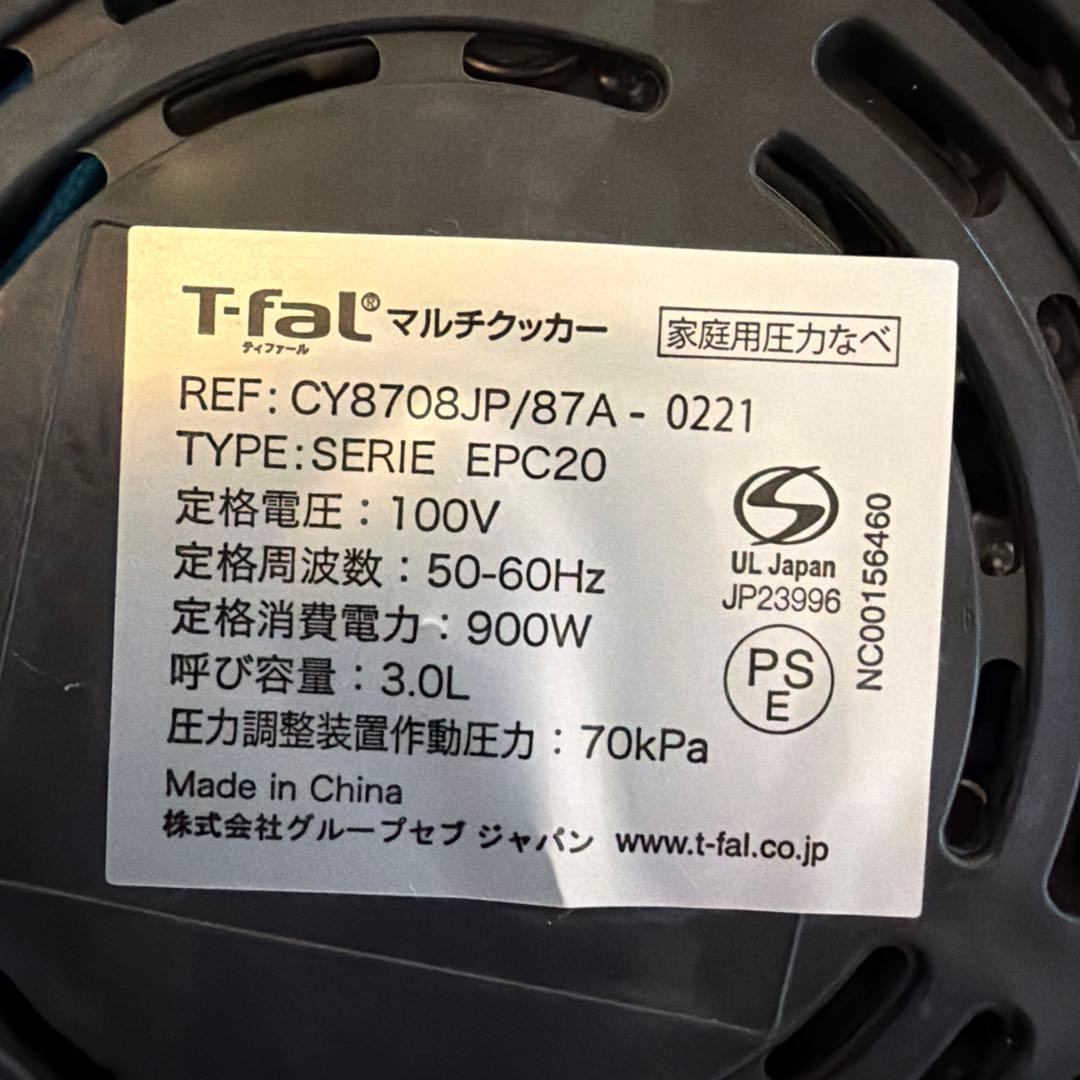 T-fal® マルチクッカー
ティファール
家庭用圧力なべ
REF: CY8708JP/87A - 0221
TYPE: SERIE EPC20
定格電圧：100V
定格周波数：50-60Hz
定格消費電力：900W
呼び容量：3.0L
圧力調整装置作動圧力：70kPa
Made in China
株式会社グループセブ ジャパン www.t-fal.co.jp
S
UL Japan
JP23996
PS
E
NC00156460